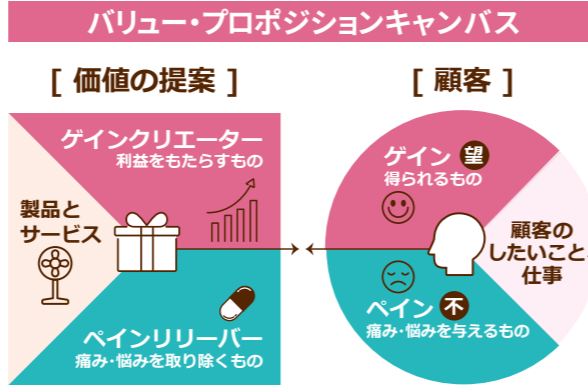 バリュー・プロポジションキャンバス
[ 価値の提案 ]
[ 顧客 ]
ゲインクリエーター
利益をもたらすもの
製品と
サービス
ペインリリーバー
痛み・悩みを取り除くもの
ゲイン 望
得られるもの
顧客の
したいこと、
仕事
ペイン 不
痛み・悩みを与えるもの